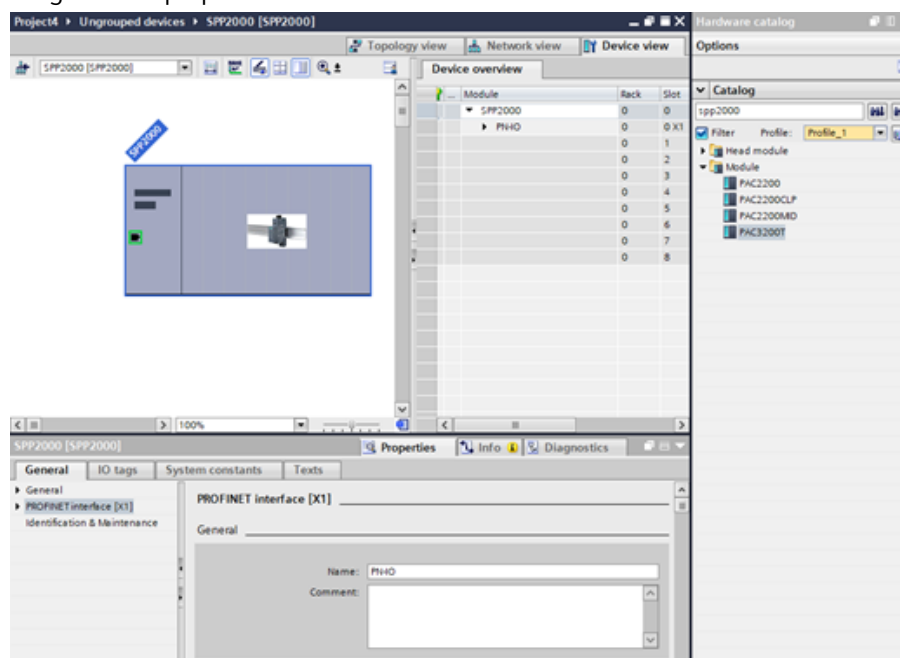 Project4 ▸ Ungrouped devices ▸ SPP2000 [SPP2000]
Hardware catalog
Topology view
Network view
Device view
Options
SPP2000 [SPP2000]
Device overview
... Module Rack Slot
SPP2000 0 0
PN-IO 0 0 X1
0 1
0 2
0 3
0 4
0 5
0 6
0 7
0 8
SPP2000
Catalog
spp2000
Filter Profile: Profile_1
Head module
Module
PAC2200
PAC2200CLP
PAC2200MID
PAC3200T
100%
SPP2000 [SPP2000]
Properties
Info
Diagnostics
General IO tags System constants Texts
General
PROFINET interface [X1]
Identification & Maintenance
PROFINET interface [X1]
General
Name: PN-IO
Comment: